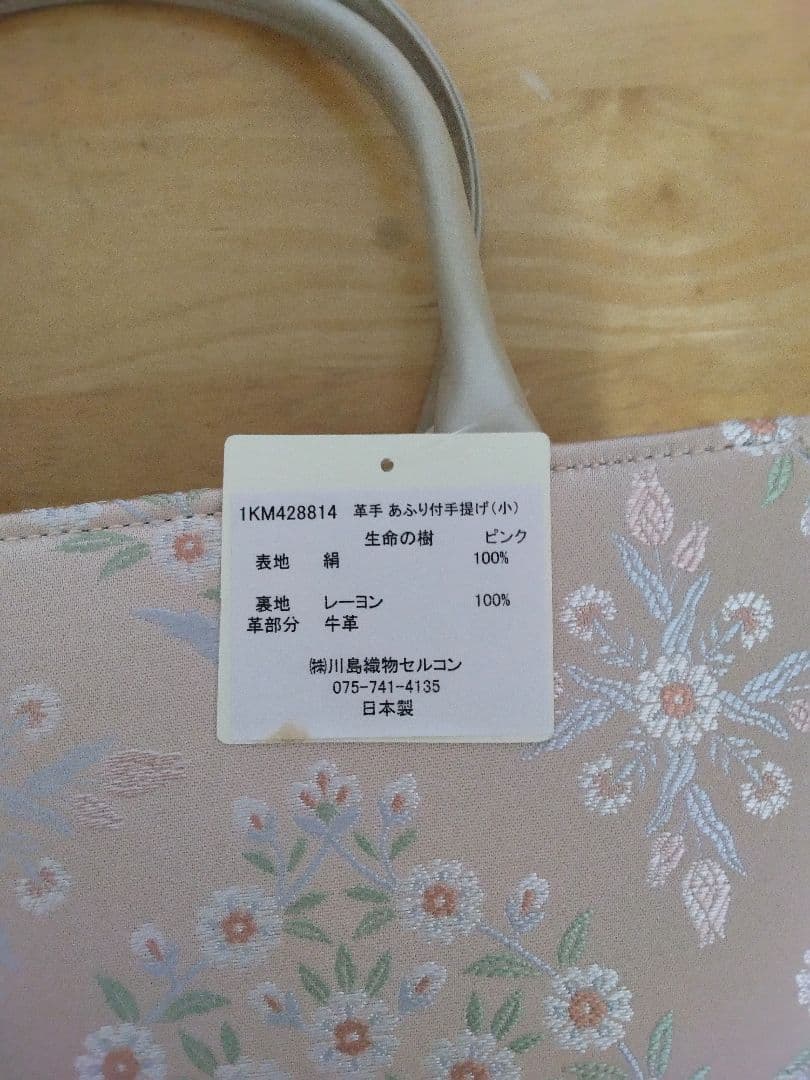 1KM428814 革手 あふり付手提げ(小)
生命の樹 ピンク
表地 絹 100%
裏地 レーヨン 100%
革部分 牛革
㈱川島織物セルコン
075-741-4135
日本製